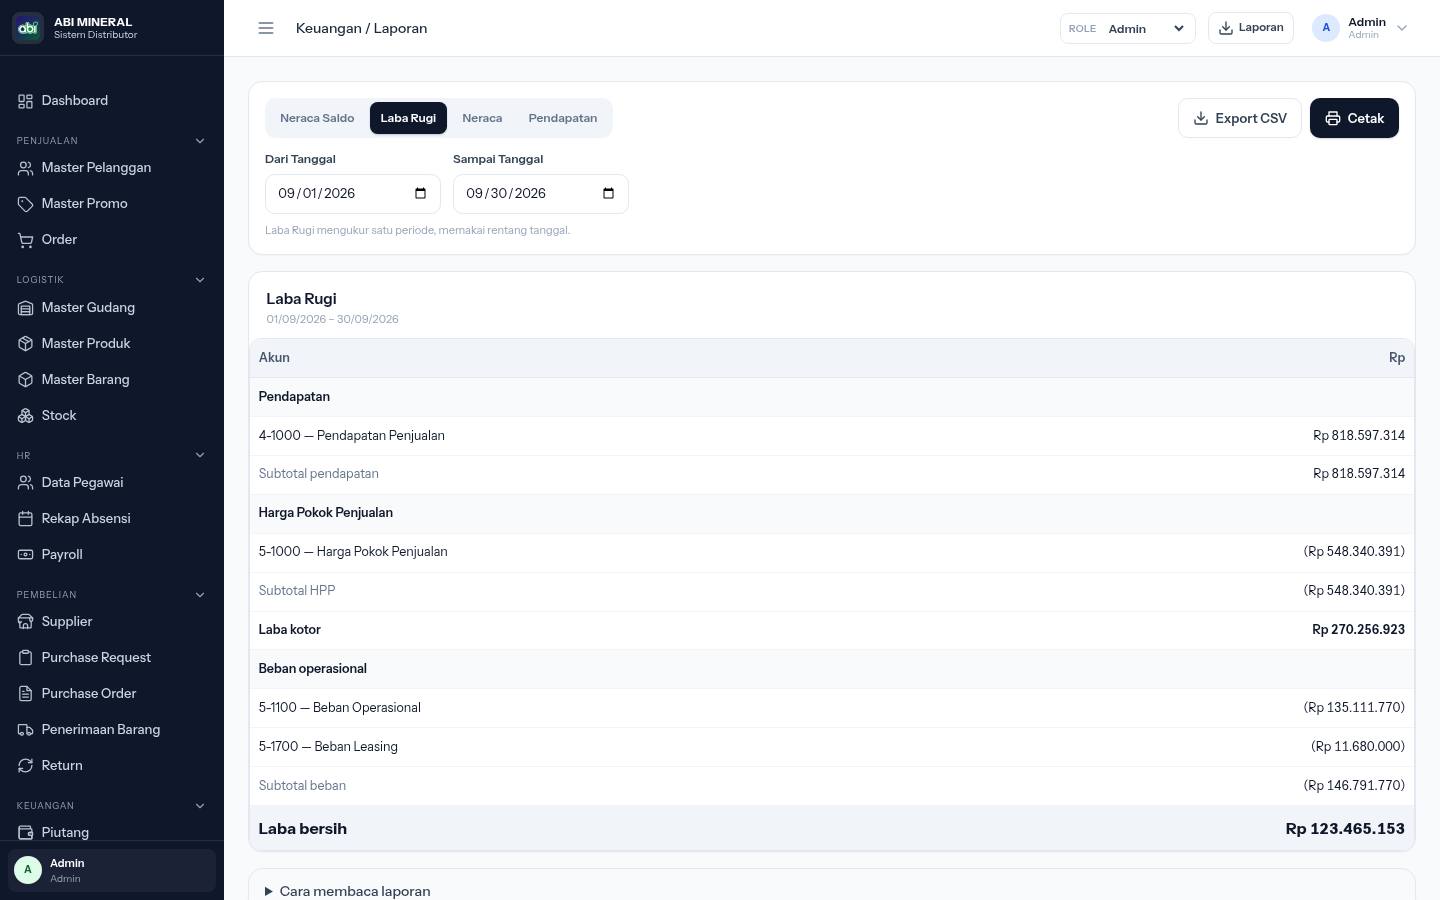 abi
ABI MINERAL
Sistem Distributor
Dashboard
PENJUALAN
Master Pelanggan
Master Promo
Order
LOGISTIK
Master Gudang
Master Produk
Master Barang
Stock
HR
Data Pegawai
Rekap Absensi
Payroll
PEMBELIAN
Supplier
Purchase Request
Purchase Order
Penerimaan Barang
Return
KEUANGAN
Piutang
A
Admin
Admin
Keuangan / Laporan
ROLE Admin
Laporan
A
Admin
Admin
Neraca Saldo Laba Rugi Neraca Pendapatan
Export CSV
Cetak
Dari Tanggal Sampai Tanggal
09/01/2026 09/30/2026
Laba Rugi mengukur satu periode, memakai rentang tanggal.
Laba Rugi
01/09/2026 – 30/09/2026
Akun Rp
Pendapatan
4-1000 — Pendapatan Penjualan Rp 818.597.314
Subtotal pendapatan Rp 818.597.314
Harga Pokok Penjualan
5-1000 — Harga Pokok Penjualan (Rp 548.340.391)
Subtotal HPP (Rp 548.340.391)
Laba kotor Rp 270.256.923
Beban operasional
5-1100 — Beban Operasional (Rp 135.111.770)
5-1700 — Beban Leasing (Rp 11.680.000)
Subtotal beban (Rp 146.791.770)
Laba bersih Rp 123.465.153
Cara membaca laporan